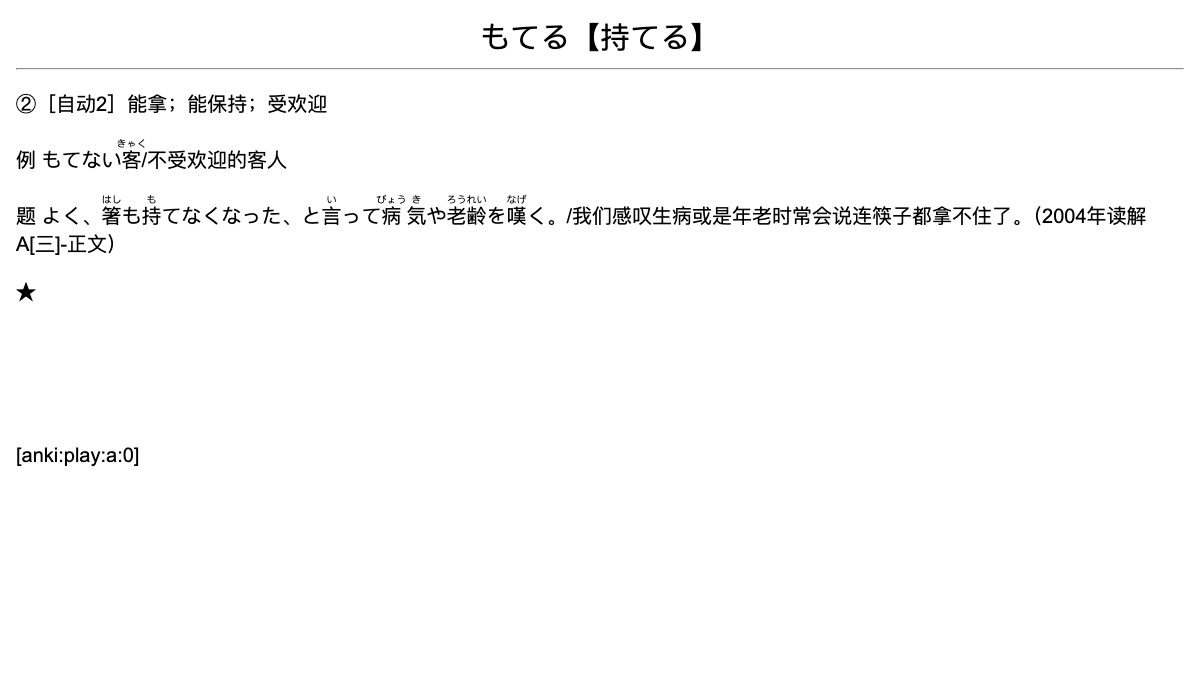 もてる【持てる】
②［自动2］能拿；能保持；受欢迎
例 もてない客/不受欢迎的客人
きゃく
题 よく、箸も持てなくなった、と言って病気や老齢を嘆く。/我们感叹生病或是年老时常会说连筷子都拿不住了。（2004年读解
はし も い びょう き ろうれい なげ
A[三]-正文）
★
[anki:play:a:0]